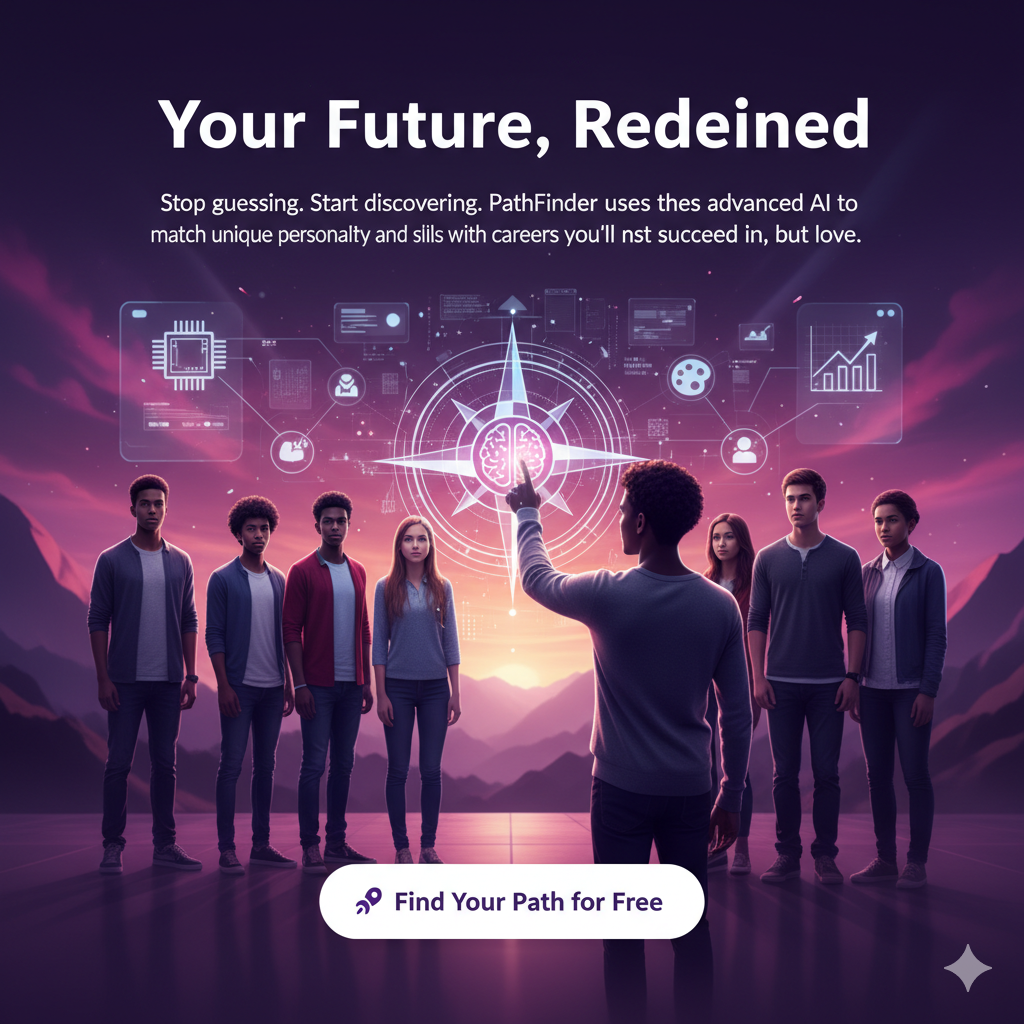 Your Future, Redeined
Stop guessing. Start discovering. PathFinder uses thes advanced AI to
match unique personalty and slils with careers you'll nst succeed in, but love.
Find Your Path for Free